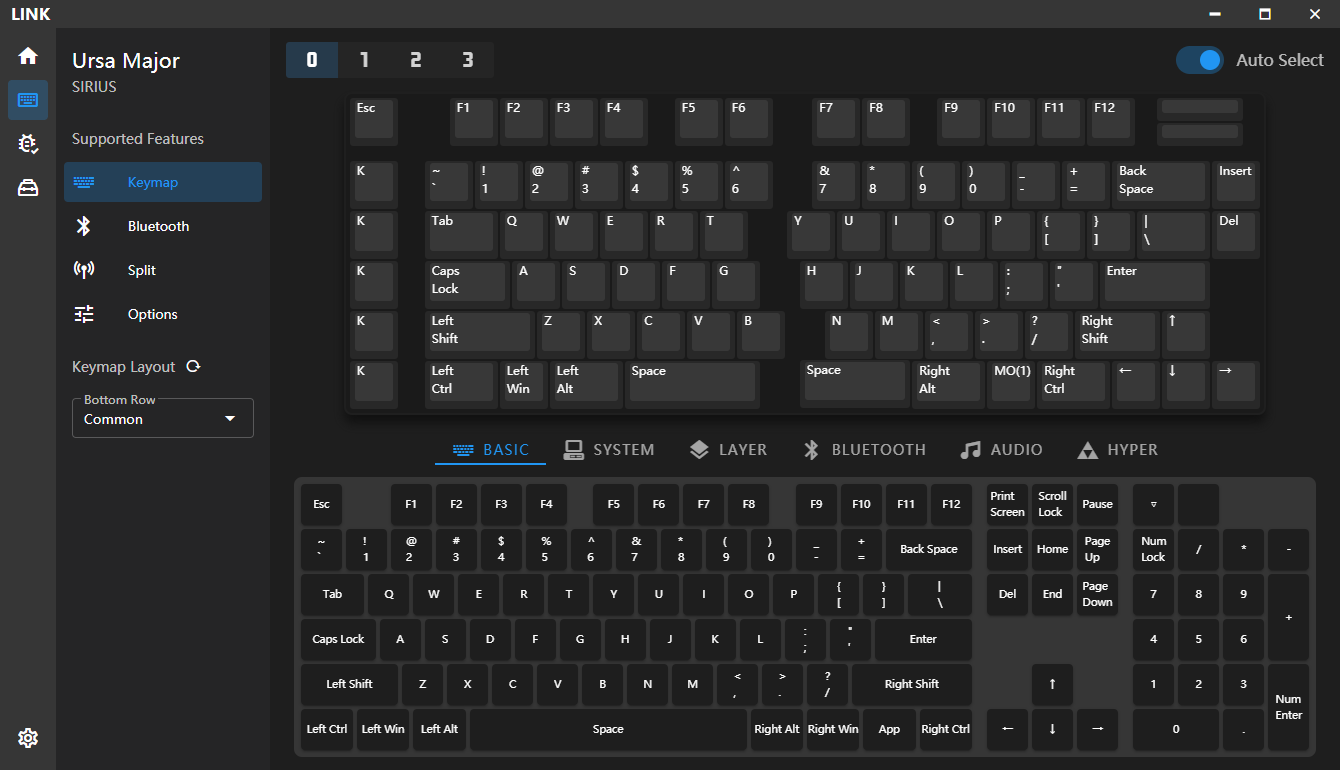 LINK
Ursa Major
SIRIUS
Supported Features
Keymap
Bluetooth
Split
Options
Keymap Layout
Bottom Row
Common
0 1 2 3
Auto Select
Esc F1 F2 F3 F4 F5 F6 F7 F8 F9 F10 F11 F12
K ~ ! @ # $ % ^ & * ( ) _ + Back Insert
` 1 2 3 4 5 6 7 8 9 0 - = Space
K Tab Q W E R T Y U I O P { } | Del
[ ] \
K Caps A S D F G H J K L : " Enter
Lock ; '
K Left Z X C V B N M < > ? Right ↑
Shift , . / Shift
K Left Left Left Space Space Right MO(1) Right ← ↓ →
Ctrl Win Alt Alt Ctrl
BASIC SYSTEM LAYER BLUETOOTH AUDIO HYPER
Esc F1 F2 F3 F4 F5 F6 F7 F8 F9 F10 F11 F12 Print Scroll Pause ▿
Screen Lock
~ ! @ # $ % ^ & * ( ) _ + Back Space Insert Home Page Num / * -
` 1 2 3 4 5 6 7 8 9 0 - = Up Lock
Tab Q W E R T Y U I O P { } | Del End Page 7 8 9 +
[ ] \ Down
Caps Lock A S D F G H J K L : " Enter 4 5 6
; '
Left Shift Z X C V B N M < > ? Right Shift ↑ 1 2 3 Num
, . / Enter
Left Ctrl Left Win Left Alt Space Right Alt Right Win App Right Ctrl ← ↓ → 0 .